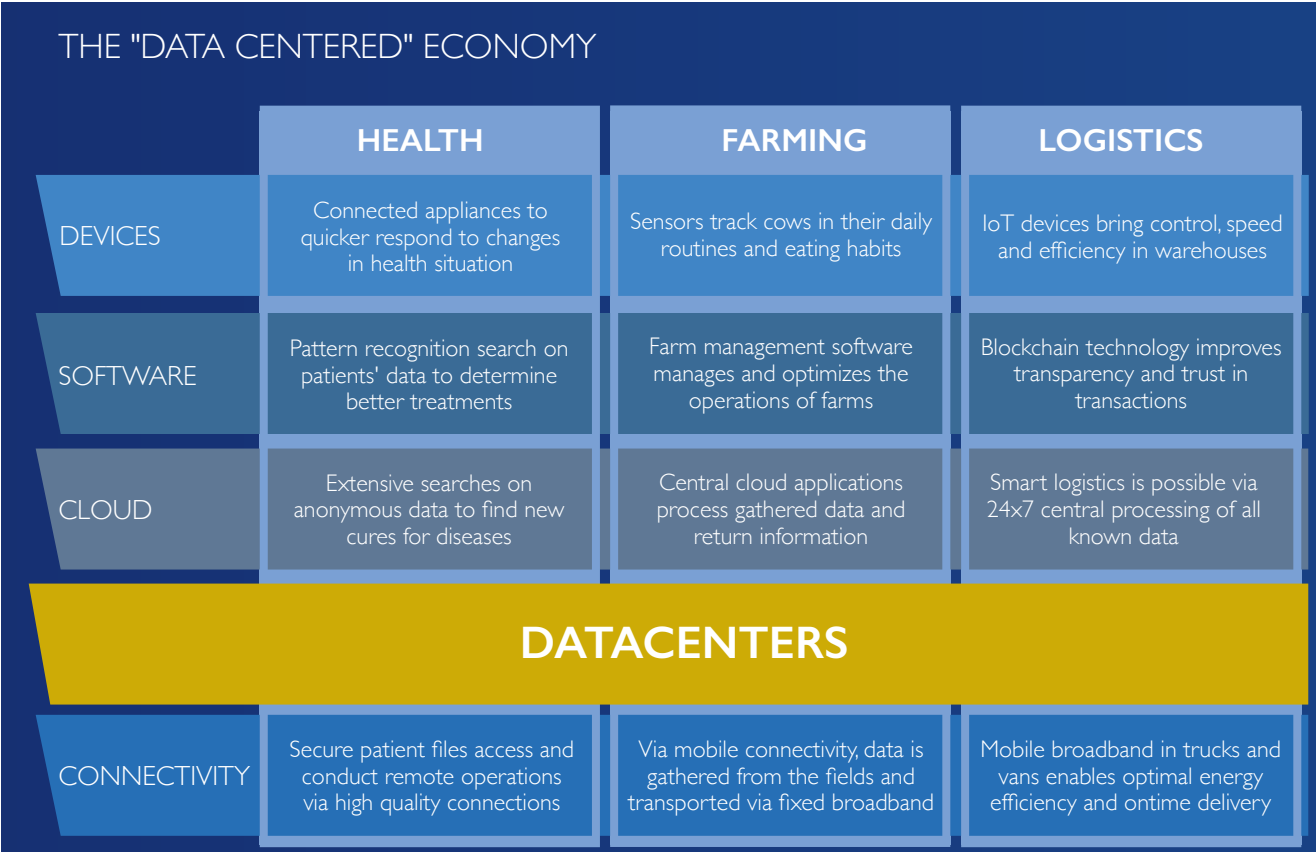 THE "DATA CENTERED" ECONOMY
HEALTH
FARMING
LOGISTICS
DEVICES
Connected appliances to
quicker respond to changes
in health situation
Sensors track cows in their daily
routines and eating habits
IoT devices bring control, speed
and efficiency in warehouses
SOFTWARE
Pattern recognition search on
patients' data to determine
better treatments
Farm management software
manages and optimizes the
operations of farms
Blockchain technology improves
transparency and trust in
transactions
CLOUD
Extensive searches on
anonymous data to find new
cures for diseases
Central cloud applications
process gathered data and
return information
Smart logistics is possible via
24x7 central processing of all
known data
DATACENTERS
CONNECTIVITY
Secure patient files access and
conduct remote operations
via high quality connections
Via mobile connectivity, data is
gathered from the fields and
transported via fixed broadband
Mobile broadband in trucks and
vans enables optimal energy
efficiency and ontime delivery